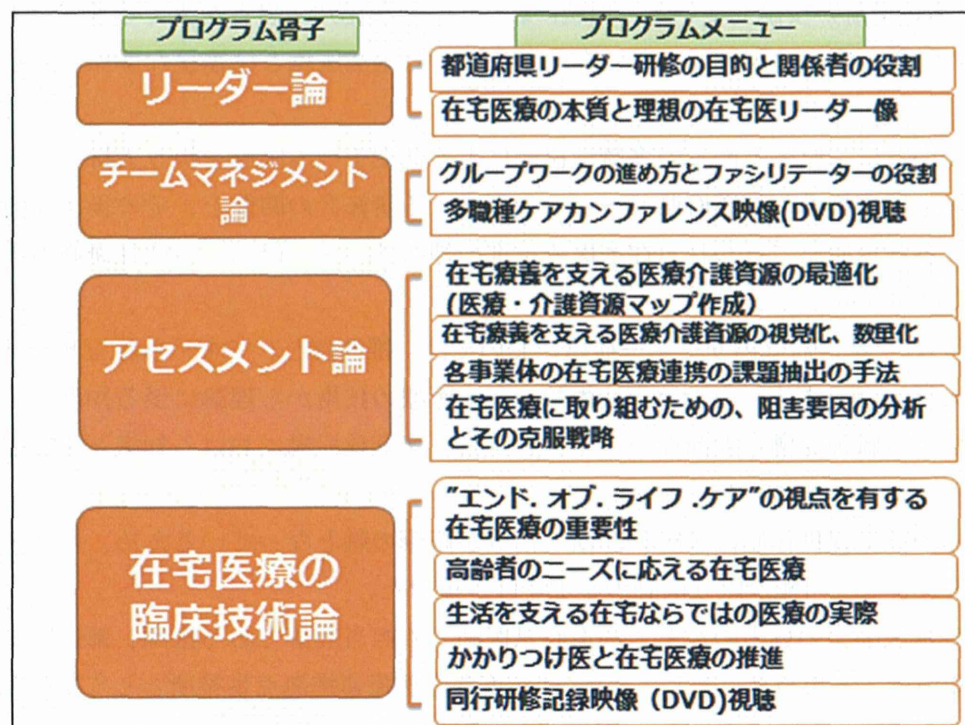 プログラム骨子
プログラムメニュー
リーダー論
都道府県リーダー研修の目的と関係者の役割
在宅医療の本質と理想の在宅医リーダー像
チームマネジメント
論
グループワークの進め方とファシリテーターの役割
多職種ケアカンファレンス映像(DVD)視聴
アセスメント論
在宅療養を支える医療介護資源の最適化
(医療・介護資源マップ作成)
在宅療養を支える医療介護資源の視覚化、数量化
各事業体の在宅医療連携の課題抽出の手法
在宅医療に取り組むための、阻害要因の分析
とその克服戦略
在宅医療の
臨床技術論
"エンド.オブ.ライフ.ケア"の視点を有する
在宅医療の重要性
高齢者のニーズに応える在宅医療
生活を支える在宅ならではの医療の実際
かかりつけ医と在宅医療の推進
同行研修記録映像（DVD)視聴